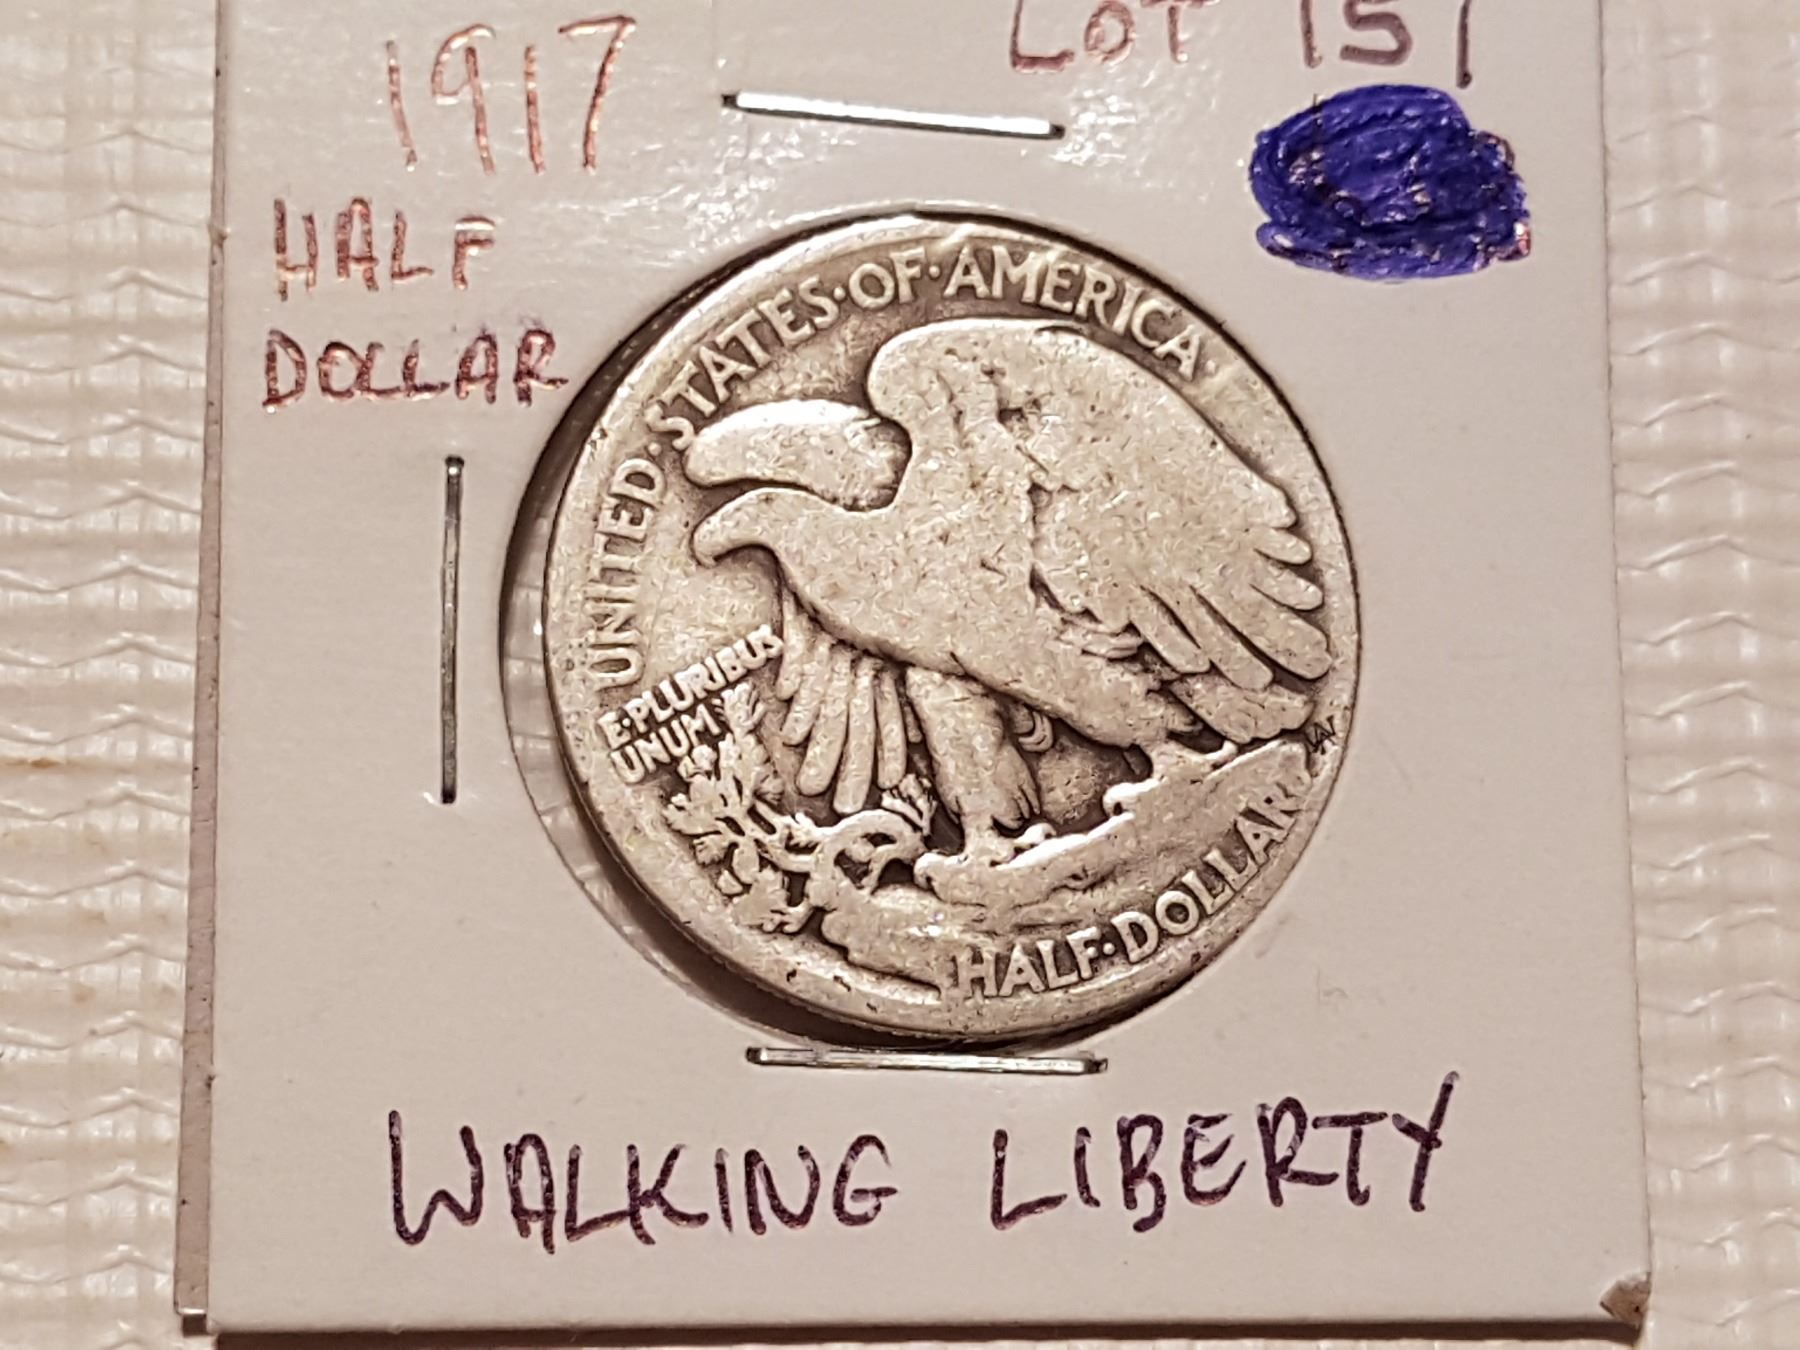 1917
LOT 151
HALF
DOLLAR
UNITED·STATES·OF·AMERICA
E·PLURIBUS
UNUM
HALF·DOLLAR
AW
WALKING LIBERTY